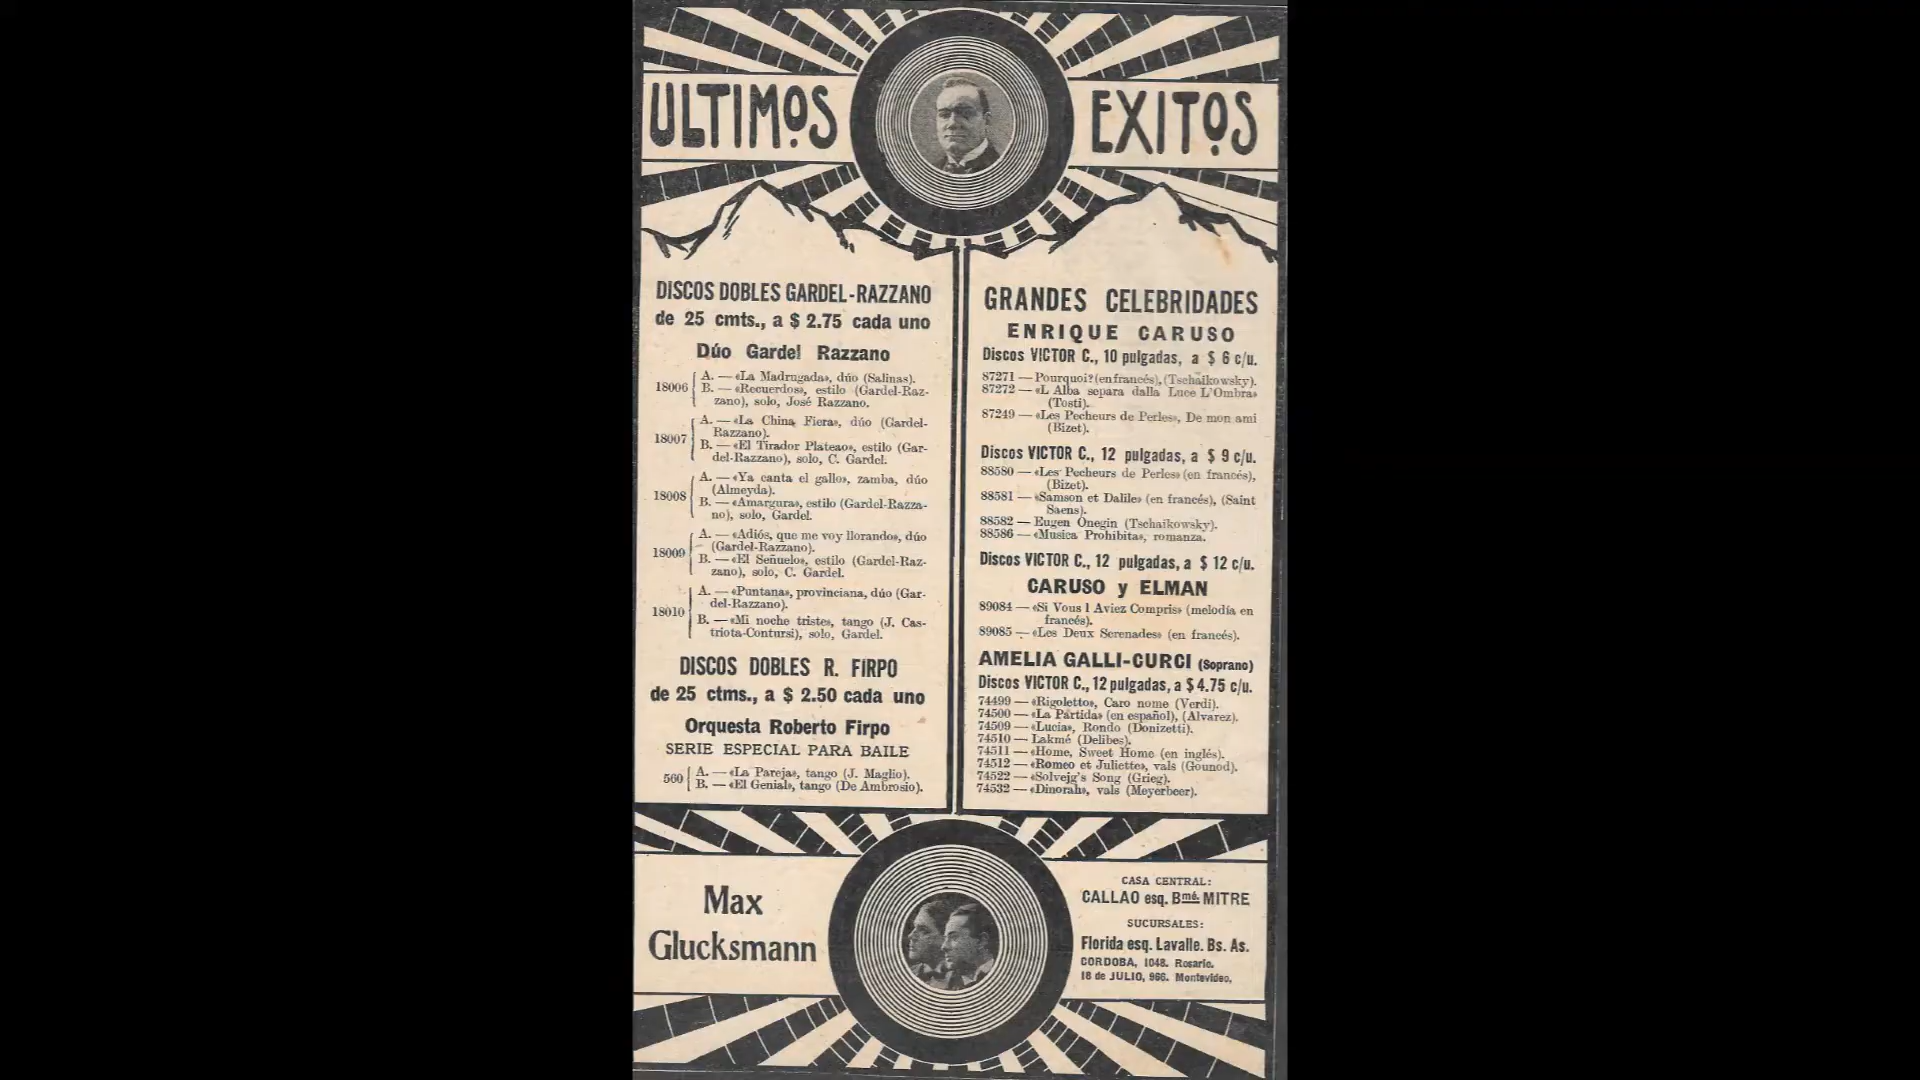 ULTIMOS EXITOS
DISCOS DOBLES GARDEL-RAZZANO
de 25 cmts., a $ 2.75 cada uno
Dúo Gardel Razzano
18006
A. — «La Madrugada», dúo (Salinas).
B. — «Recuerdos», estilo (Gardel-Raz-
zano), solo, José Razzano.
18007
A. — «La China Fiera», dúo (Gardel-
Razzano).
B. — «El Tirador Plateao», estilo (Gar-
del-Razzano), solo, C. Gardel.
18008
A. — «Ya canta el gallo», zamba, dúo
(Almeyda).
B. — «Amargura», estilo (Gardel-Razza-
no), solo, Gardel.
18009
A. — «Adiós, que me voy llorando», dúo
(Gardel-Razzano).
B. — «El Señuelo», estilo (Gardel-Raz-
zano), solo, C. Gardel.
18010
A. — «Puntana», provinciana, dúo (Gar-
del-Razzano).
B. — «Mi noche triste», tango (J. Cas-
triota-Contursi), solo, Gardel.
DISCOS DOBLES R. FIRPO
de 25 ctms., a $ 2.50 cada uno
Orquesta Roberto Firpo
SERIE ESPECIAL PARA BAILE
560
A. — «La Pareja», tango (J. Maglio).
B. — «El Genial», tango (De Ambrosio).
GRANDES CELEBRIDADES
ENRIQUE CARUSO
Discos VICTOR C., 10 pulgadas, a $ 6 c/u.
87271 — Pourquoi? (en francés), (Tschaikowsky).
87272 — «L Alba separa dalla Luce L'Ombra»
(Tosti).
87249 — «Les Pecheurs de Perles», De mon ami
(Bizet).
Discos VICTOR C., 12 pulgadas, a $ 9 c/u.
88580 — «Les Pecheurs de Perles» (en francés),
(Bizet).
88581 — «Samson et Dalile» (en francés), (Saint
Saens).
88582 — Eugen Onegin (Tschaikowsky).
88586 — «Musica Prohibita», romanza.
Discos VICTOR C., 12 pulgadas, a $ 12 c/u.
CARUSO y ELMAN
89084 — «Si Vous l Aviez Compris» (melodía en
francés).
89085 — «Les Deux Serenades» (en francés).
AMELIA GALLI-CURCI (Soprano)
Discos VICTOR C., 12 pulgadas, a $ 4.75 c/u.
74499 — «Rigoletto», Caro nome (Verdi).
74500 — «La Partida» (en español), (Alvarez).
74509 — «Lucia», Rondo (Donizetti).
74510 — Lakmé (Delibes).
74511 — «Home, Sweet Home (en inglés).
74512 — «Romeo et Juliette», vals (Gounod).
74522 — «Solvejg's Song (Grieg).
74532 — «Dinorah», vals (Meyerbeer).
Max
Glucksmann
CASA CENTRAL:
CALLAO esq. Bmé. MITRE
SUCURSALES:
Florida esq. Lavalle. Bs. As.
CORDOBA, 1048. Rosario.
18 de JULIO, 966. Montevideo.